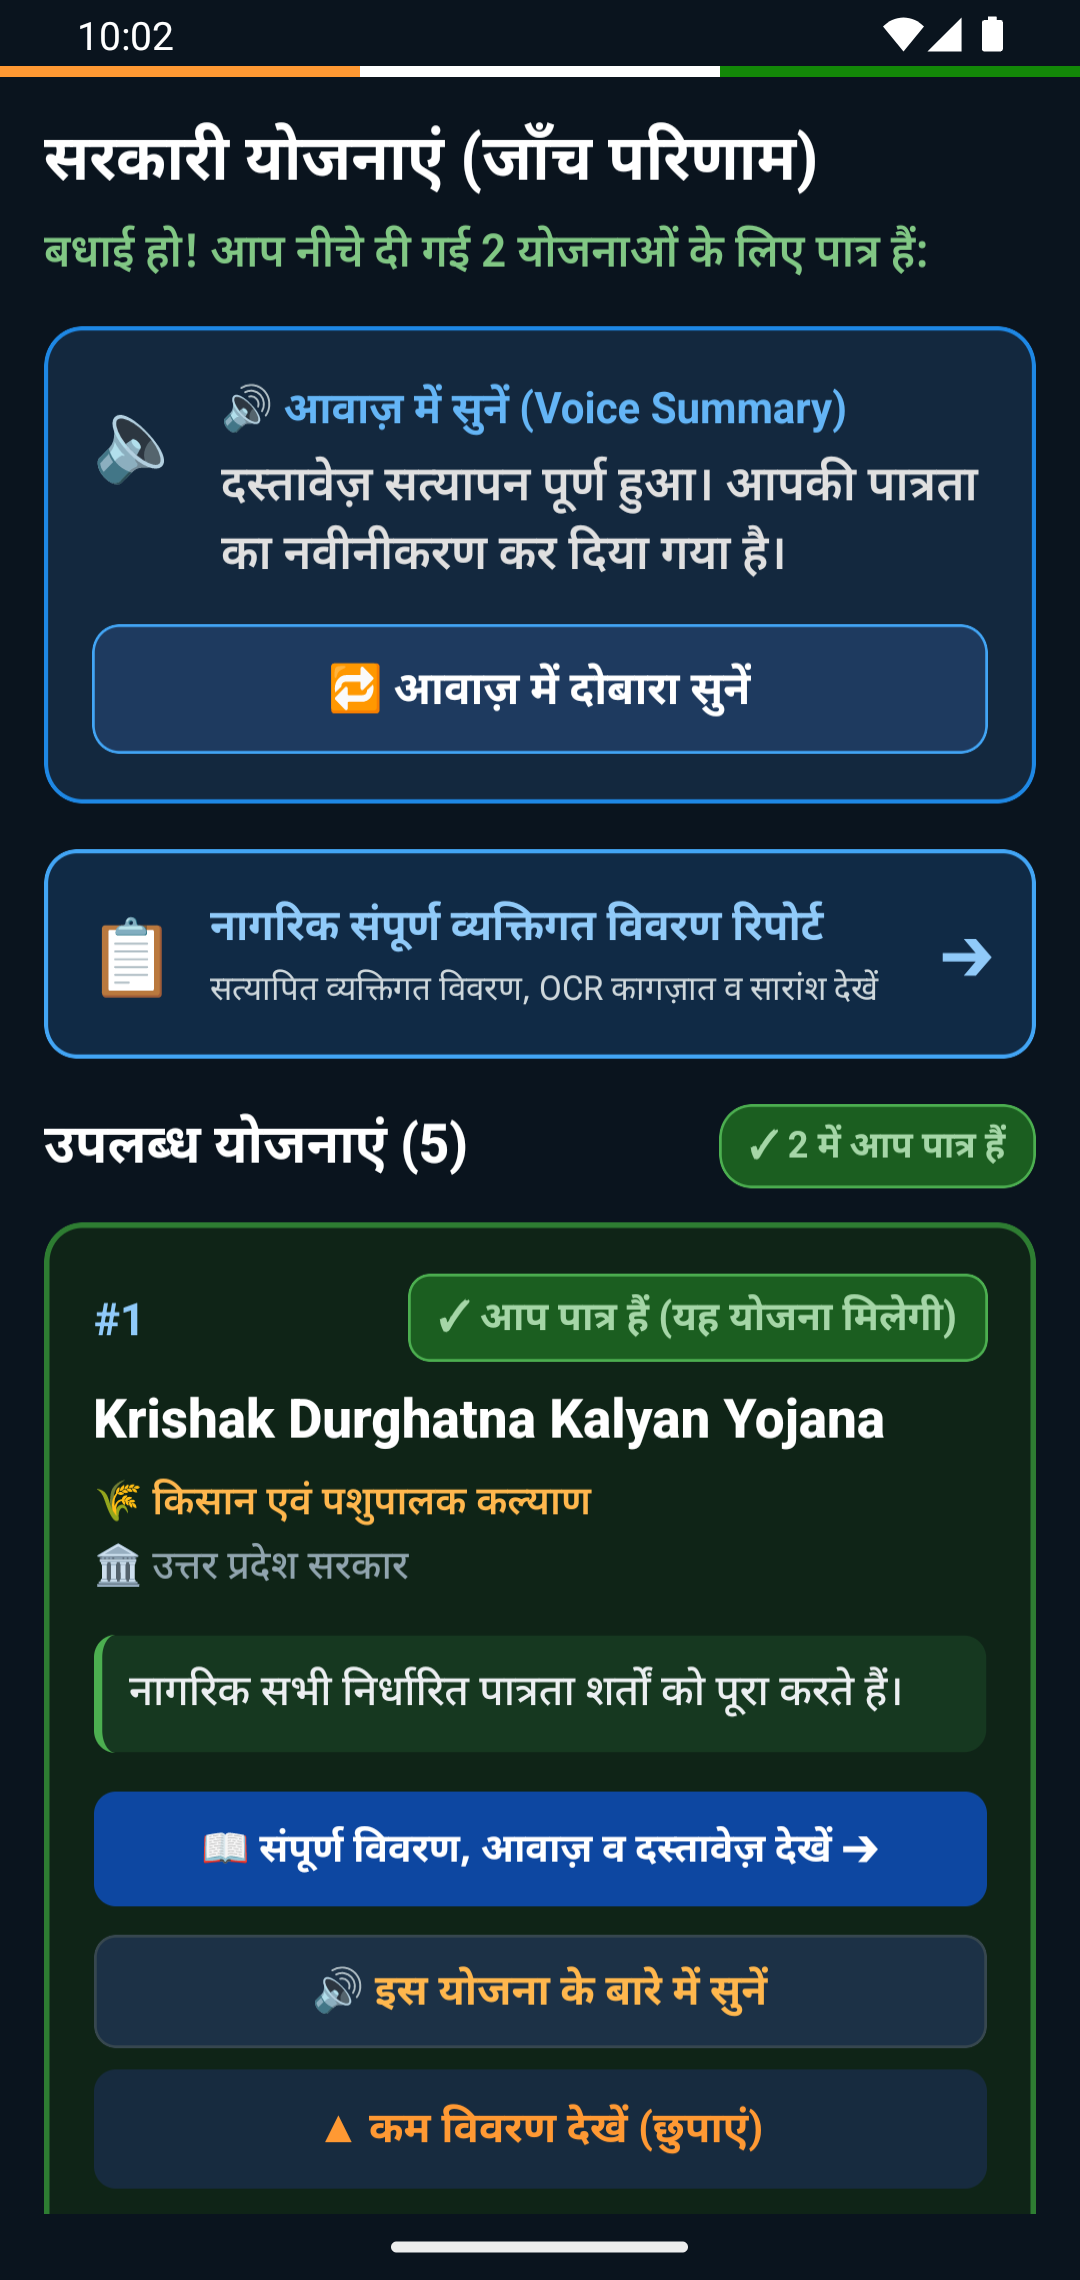 10:02
सरकारी योजनाएं (जाँच परिणाम)
बधाई हो! आप नीचे दी गई 2 योजनाओं के लिए पात्र हैं:
🔊 आवाज़ में सुनें (Voice Summary)
दस्तावेज़ सत्यापन पूर्ण हुआ। आपकी पात्रता
का नवीनीकरण कर दिया गया है।
🔁 आवाज़ में दोबारा सुनें
नागरिक संपूर्ण व्यक्तिगत विवरण रिपोर्ट
सत्यापित व्यक्तिगत विवरण, OCR कागज़ात व सारांश देखें
➔
उपलब्ध योजनाएं (5)
✓ 2 में आप पात्र हैं
#1
✓ आप पात्र हैं (यह योजना मिलेगी)
Krishak Durghatna Kalyan Yojana
🌾 किसान एवं पशुपालक कल्याण
🏛️ उत्तर प्रदेश सरकार
नागरिक सभी निर्धारित पात्रता शर्तों को पूरा करते हैं।
📖 संपूर्ण विवरण, आवाज़ व दस्तावेज़ देखें ➔
🔊 इस योजना के बारे में सुनें
▲ कम विवरण देखें (छुपाएं)